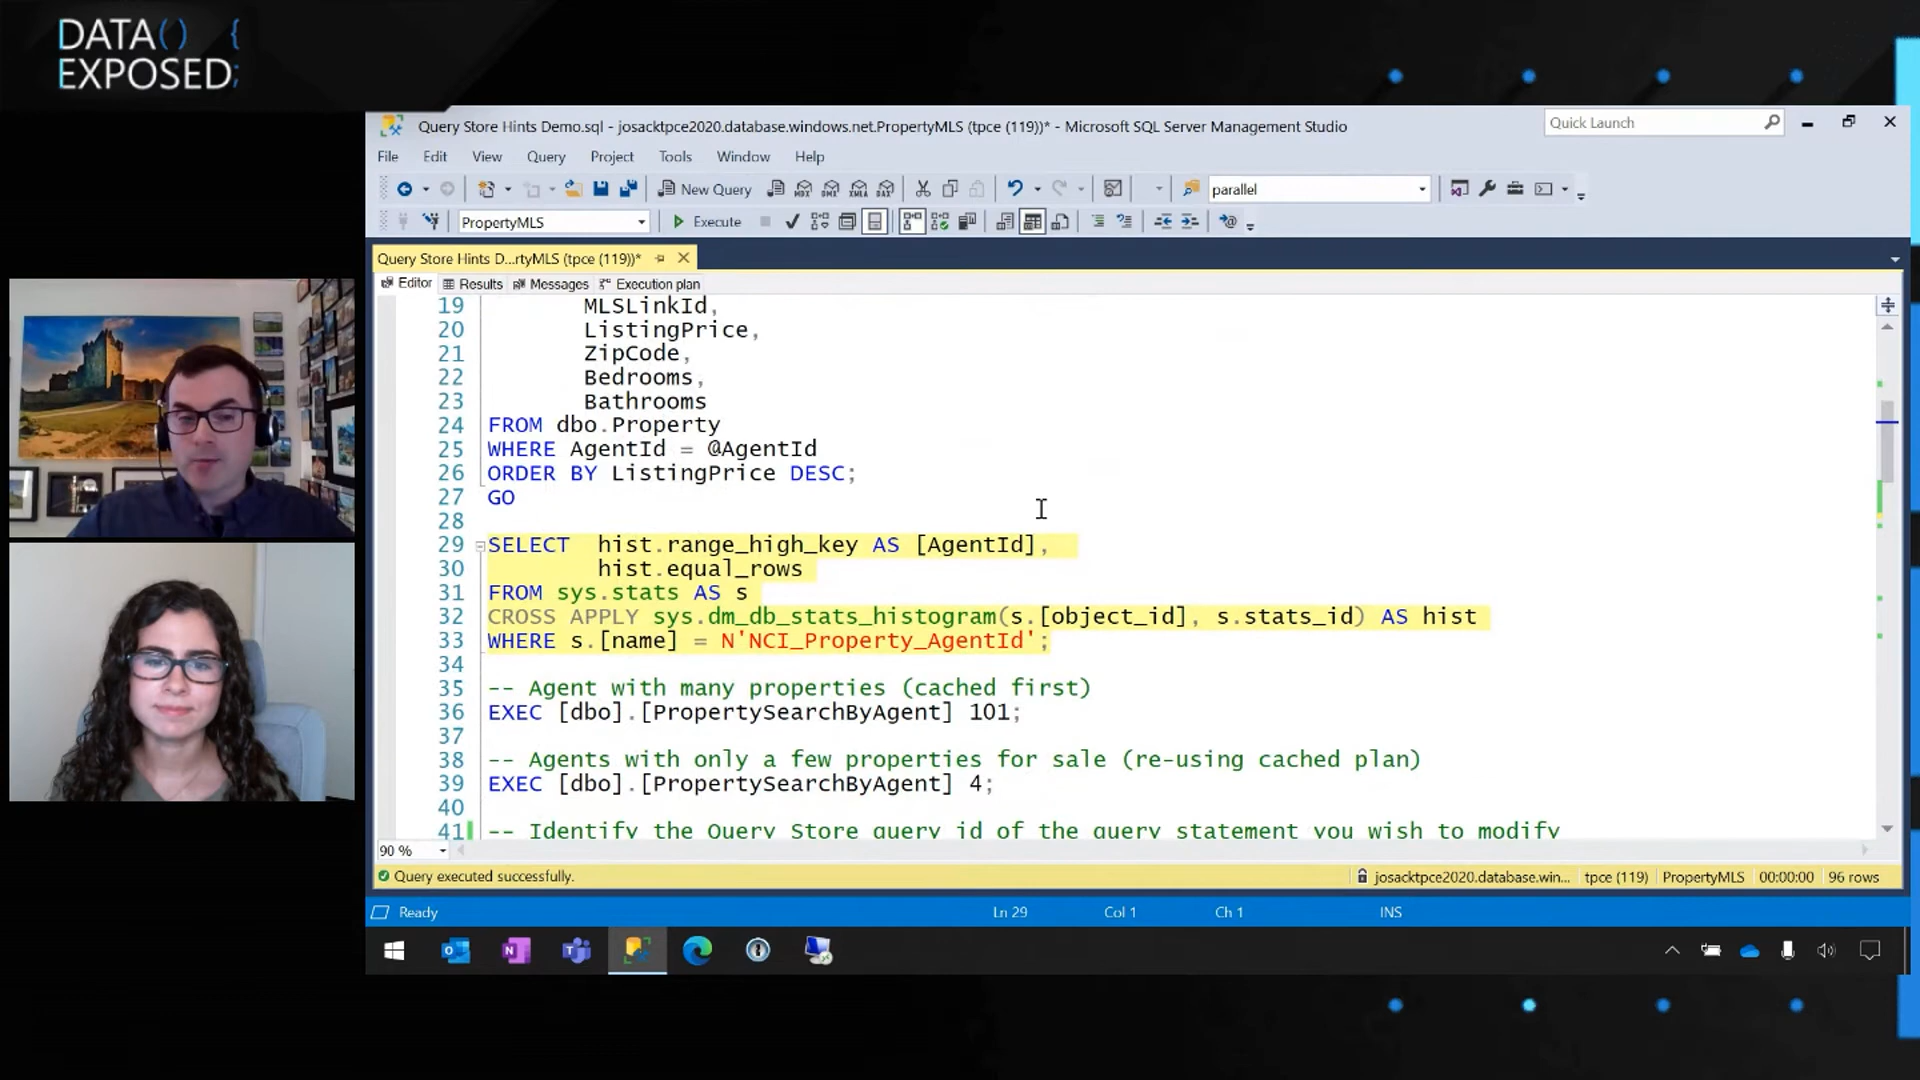 DATA() {
EXPOSED;
Query Store Hints Demo.sql - josacktpce2020.database.windows.net.PropertyMLS (tpce (119))* - Microsoft SQL Server Management Studio
Quick Launch
File Edit View Query Project Tools Window Help
New Query
parallel
PropertyMLS
Execute
Query Store Hints D...rtyMLS (tpce (119))*
Editor Results Messages Execution plan
19 MLSLinkId,
20 ListingPrice,
21 ZipCode,
22 Bedrooms,
23 Bathrooms
24 FROM dbo.Property
25 WHERE AgentId = @AgentId
26 ORDER BY ListingPrice DESC;
27 GO
28
29 SELECT hist.range_high_key AS [AgentId],
30 hist.equal_rows
31 FROM sys.stats AS s
32 CROSS APPLY sys.dm_db_stats_histogram(s.[object_id], s.stats_id) AS hist
33 WHERE s.[name] = N'NCI_Property_AgentId';
34
35 -- Agent with many properties (cached first)
36 EXEC [dbo].[PropertySearchByAgent] 101;
37
38 -- Agents with only a few properties for sale (re-using cached plan)
39 EXEC [dbo].[PropertySearchByAgent] 4;
40
41 -- Identify the Query Store query id of the query statement you wish to modify
90 %
Query executed successfully.
josacktpce2020.database.win... tpce (119) PropertyMLS 00:00:00 96 rows
Ready Ln 29 Col 1 Ch 1 INS